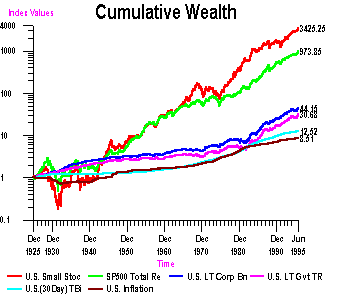 Cumulative Wealth
Index Values
4000
1000
100
10
1
0.1
3425.25
973.85
44.15
30.68
12.52
8.51
Dec Dec Dec Dec Dec Dec Dec Dec Jun
1925 1930 1940 1950 1960 1970 1980 1990 1995
Time
U.S. Small Stoc SP500 Total Re U.S. LT Corp Bn U.S. LT Gvt TR
U.S.(30Day) TBi U.S. Inflation